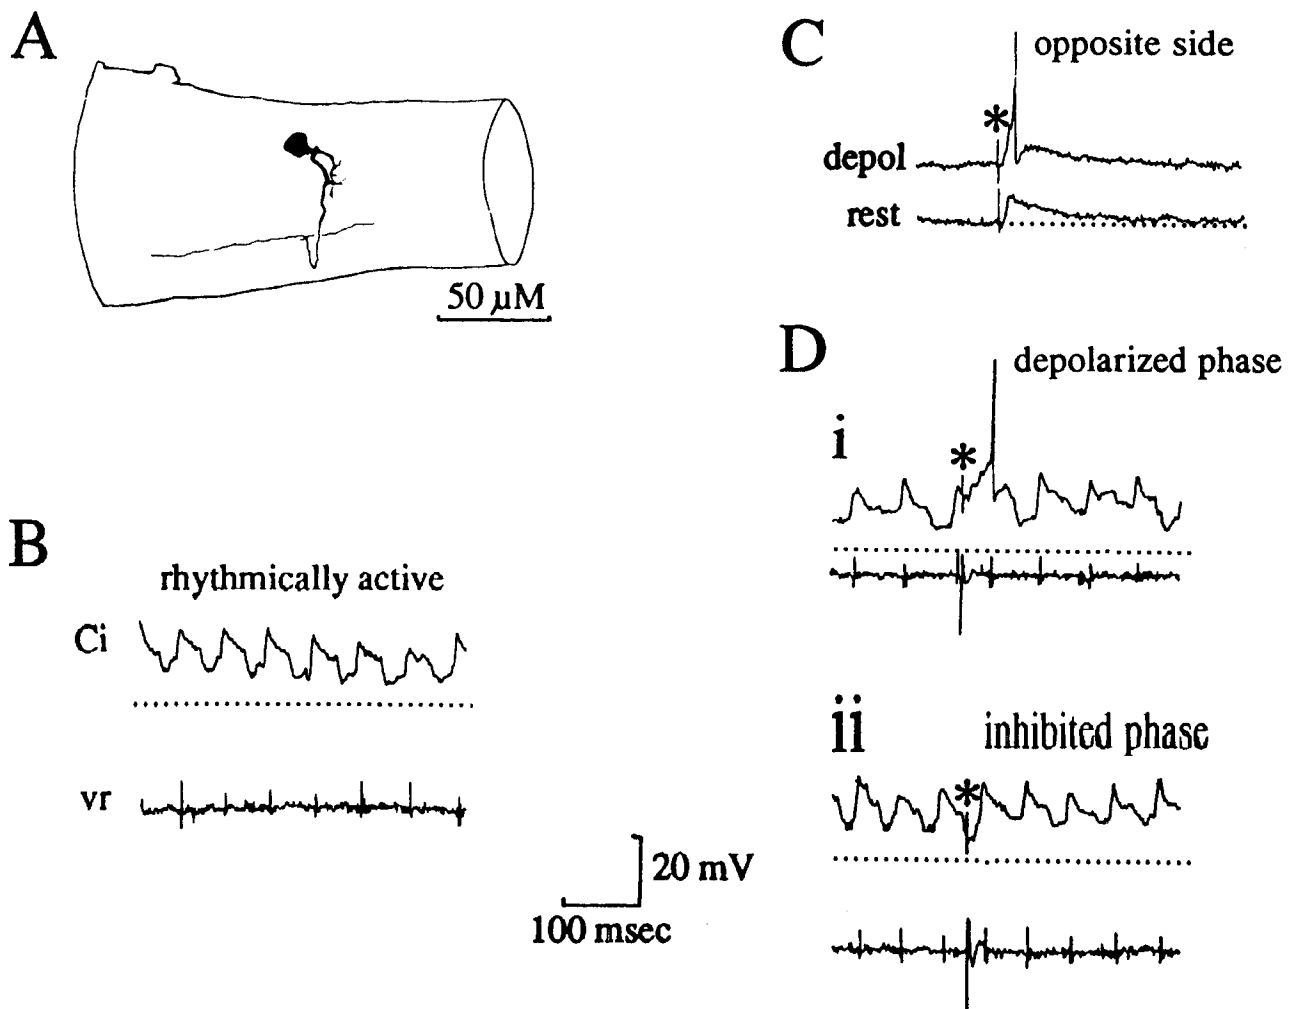 A
50 µM
B
rhythmically active
Ci
vr
20 mV
100 msec
C
opposite side
*
depol
rest
D
depolarized phase
i
*
ii
inhibited phase
*